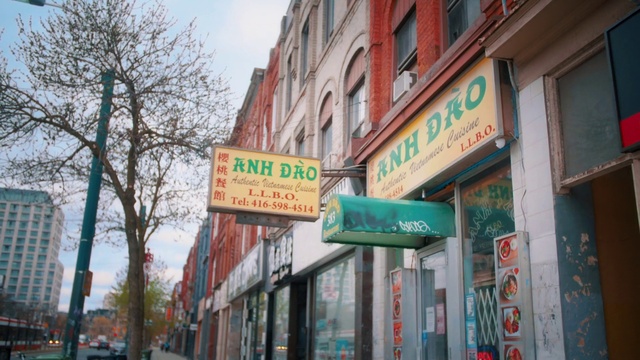 櫻桃餐館
ANH ĐÀO
Authentic Vietnamese Cuisine
L.L.B.O.
Tel: 416-598-4514
ANH ĐÀO
Authentic Vietnamese Cuisine
L.L.B.O.